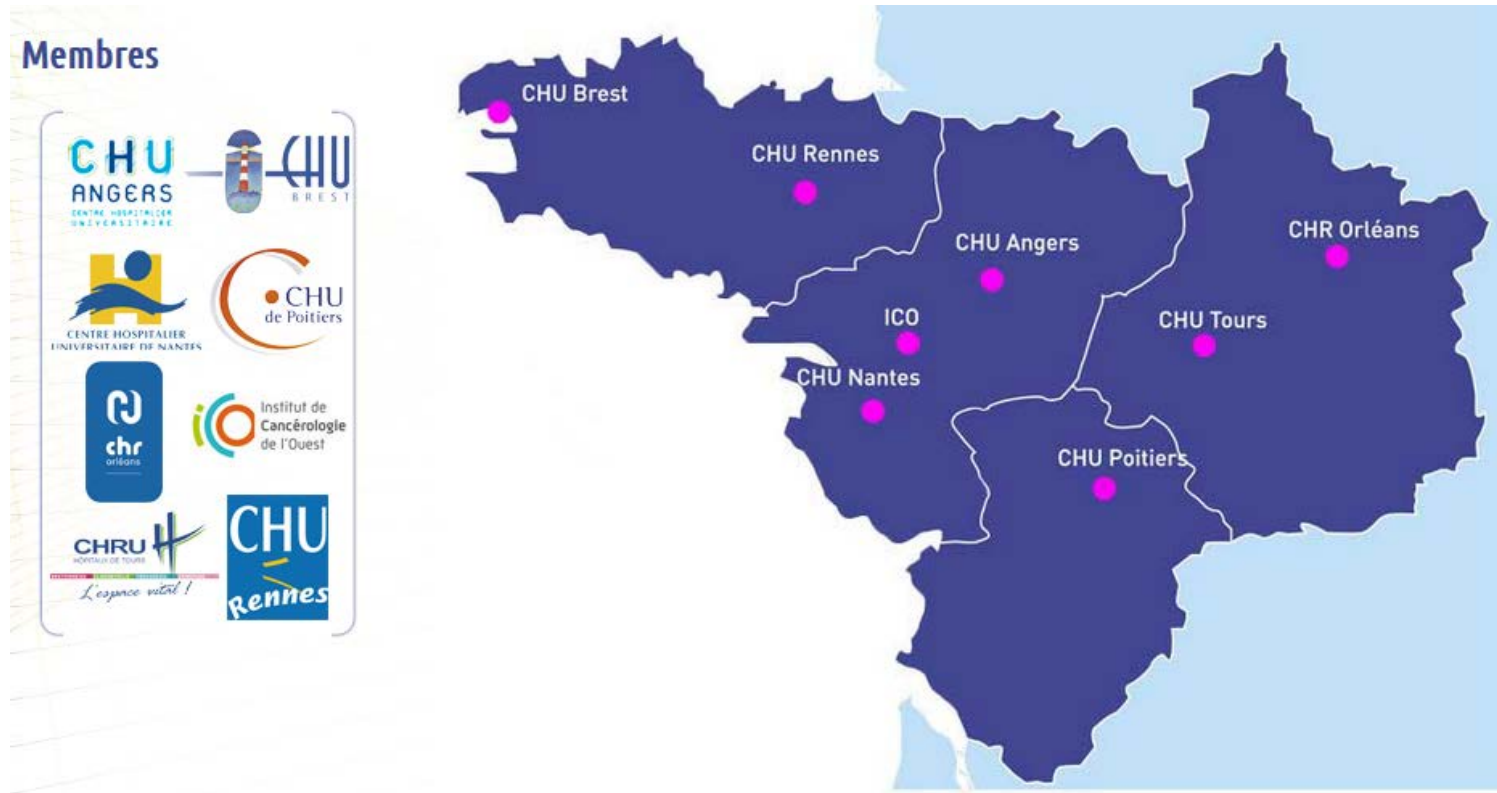 Membres
CHU
ANGERS
CENTRE HOSPITALIER
UNIVERSITAIRE
CHU
BREST
CENTRE HOSPITALIER
UNIVERSITAIRE DE NANTES
CHU
de Poitiers
chr
orléans
ico
Institut de
Cancérologie
de l'Ouest
CHRU
HÔPITAUX DE TOURS
L'espace vital !
CHU
Rennes
CHU Brest
CHU Rennes
CHU Angers
CHR Orléans
ICO
CHU Tours
CHU Nantes
CHU Poitiers